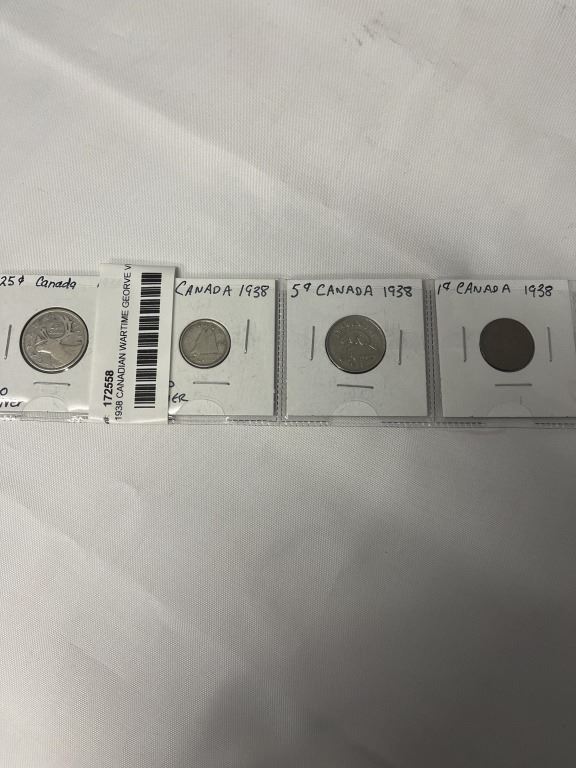 25¢ Canada
CANADA 1938
5¢ CANADA 1938
1¢ CANADA 1938
172558
1938 CANADIAN WARTIME GEORVE V